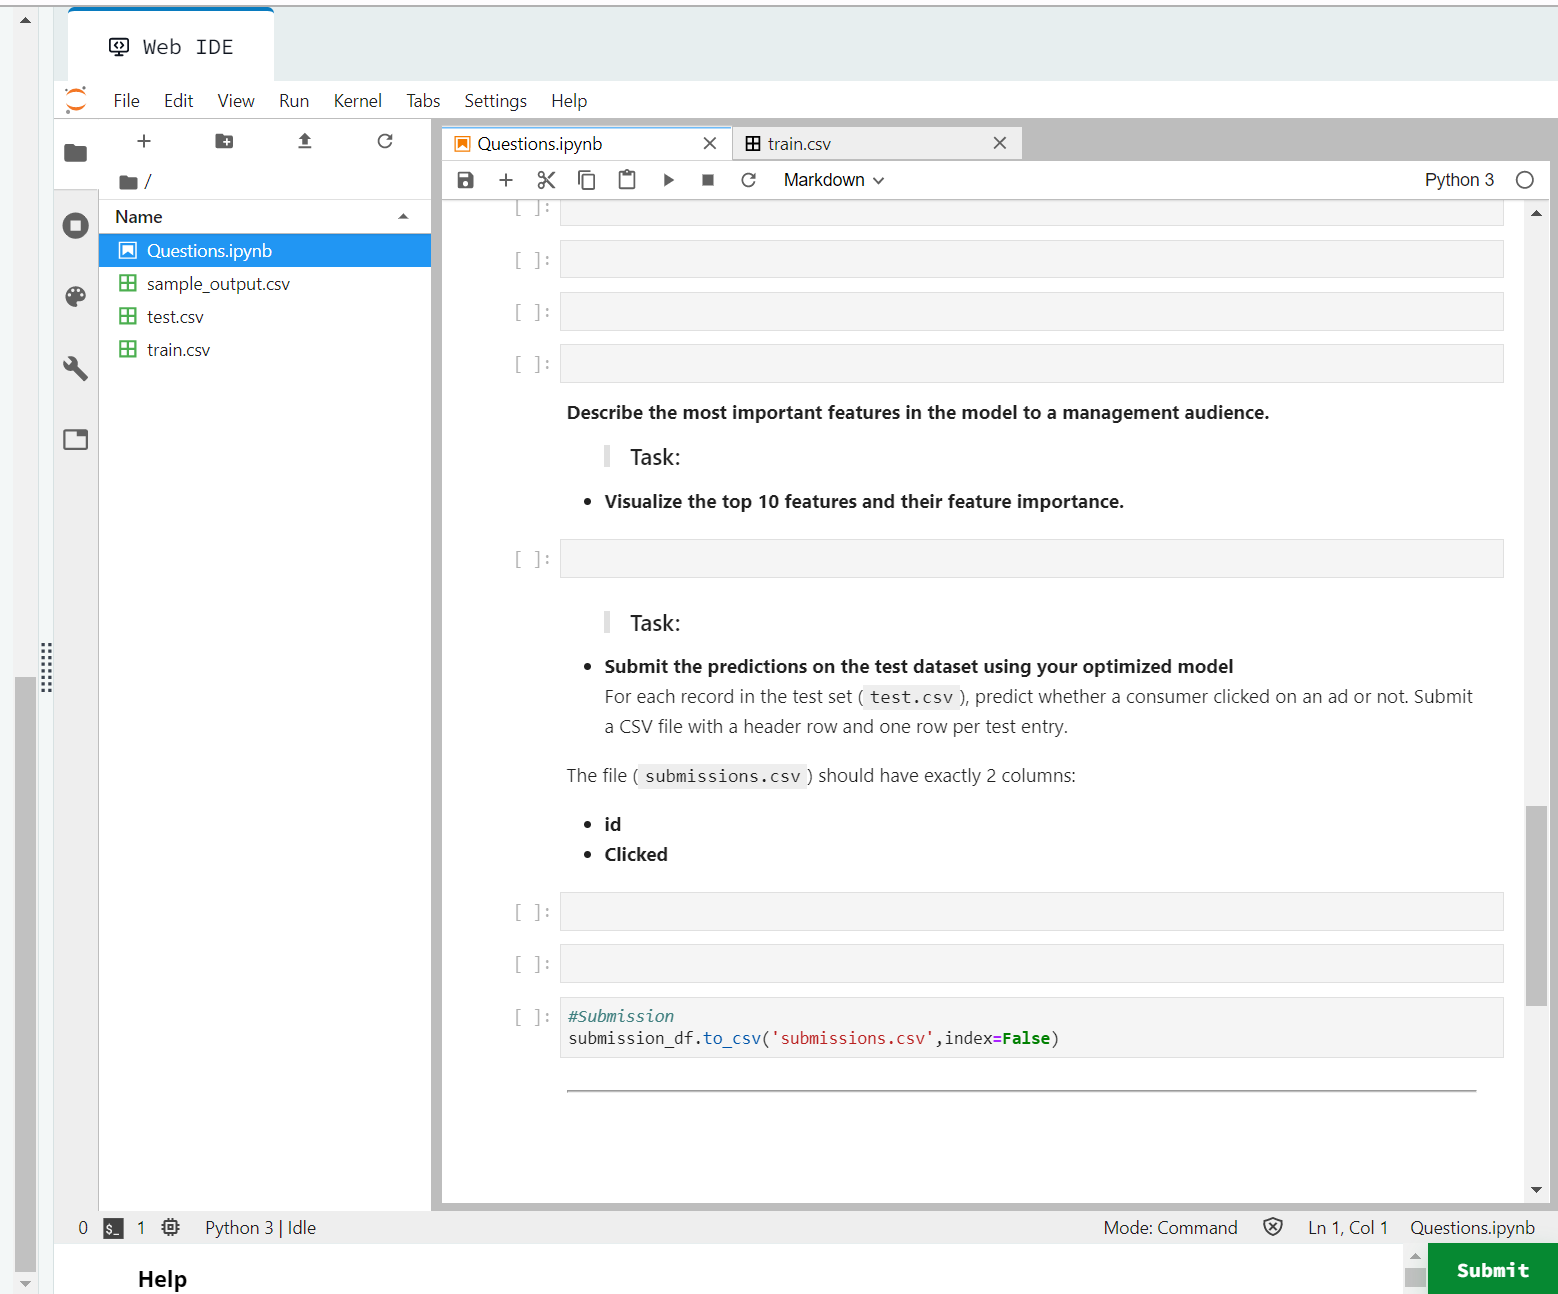 Web IDE
File Edit View Run Kernel Tabs Settings Help
Questions.ipynb
train.csv
/
Markdown
Python 3
Name
Questions.ipynb
sample_output.csv
test.csv
train.csv
[ ]:
[ ]:
[ ]:
[ ]:
Describe the most important features in the model to a management audience.
Task:
• Visualize the top 10 features and their feature importance.
[ ]:
Task:
• Submit the predictions on the test dataset using your optimized model
For each record in the test set ( test.csv ), predict whether a consumer clicked on an ad or not. Submit
a CSV file with a header row and one row per test entry.
The file ( submissions.csv ) should have exactly 2 columns:
• id
• Clicked
[ ]:
[ ]:
[ ]: #Submission
submission_df.to_csv('submissions.csv',index=False)
0 $_ 1 Python 3 | Idle Mode: Command Ln 1, Col 1 Questions.ipynb
Help
Submit